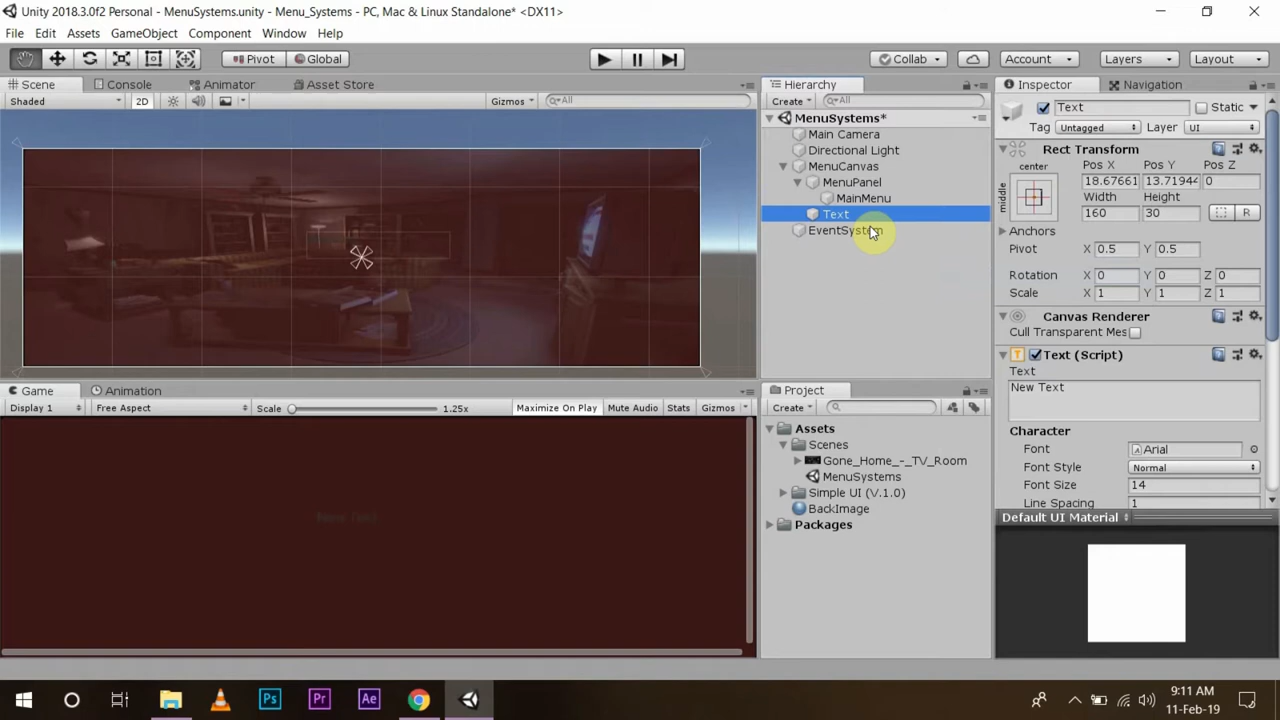 Unity 2018.3.0f2 Personal - MenuSystems.unity - Menu_Systems - PC, Mac & Linux Standalone* <DX11>
File Edit Assets GameObject Component Window Help
Pivot Global Collab Account Layers Layout
Scene Console Animator Asset Store
Shaded 2D Gizmos All
Hierarchy
Create All
MenuSystems*
Main Camera
Directional Light
MenuCanvas
MenuPanel
MainMenu
Text
EventSystem
Inspector Navigation
Text Static
Tag Untagged Layer UI
Rect Transform
center Pos X Pos Y Pos Z
middle
18.67661 13.71944 0
Width Height
160 30 R
Anchors
Pivot X 0.5 Y 0.5
Rotation X 0 Y 0 Z 0
Scale X 1 Y 1 Z 1
Canvas Renderer
Cull Transparent Mes
Text (Script)
Text
New Text
Character
Font Arial
Font Style Normal
Font Size 14
Line Spacing 1
Default UI Material
Game Animation
Display 1 Free Aspect Scale 1.25x Maximize On Play Mute Audio Stats Gizmos
New Text
Project
Create
Assets
Scenes
Gone_Home_-_TV_Room
MenuSystems
Simple UI (V.1.0)
BackImage
Packages
Ps Pr Ae
9:11 AM
11-Feb-19